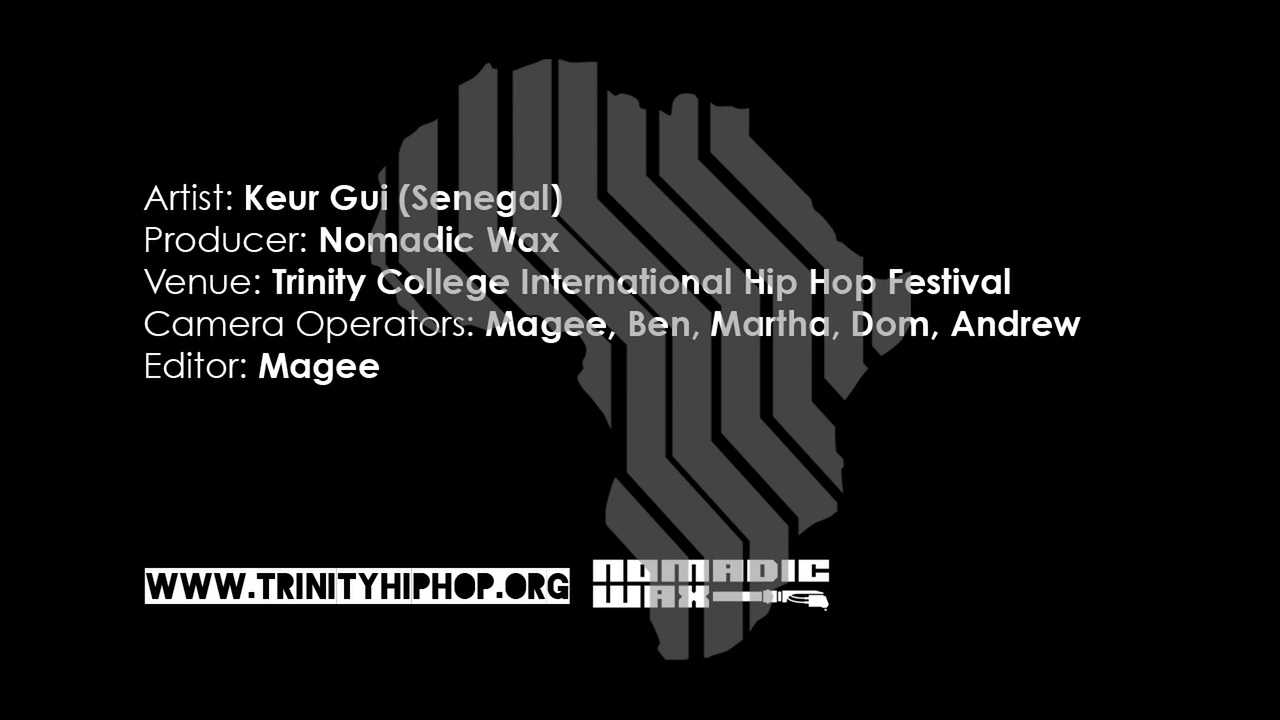 Artist: Keur Gui (Senegal)
Producer: Nomadic Wax
Venue: Trinity College International Hip Hop Festival
Camera Operators: Magee, Ben, Martha, Dom, Andrew
Editor: Magee
WWW.TRINITYHIPHOP.ORG
NOMADIC
WAX